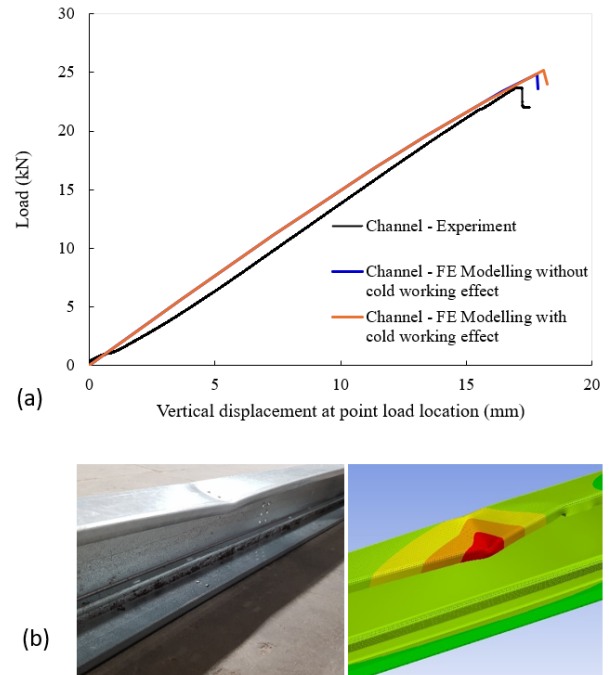 30
25
20
15
10
5
0
Load (kN)
Channel - Experiment
Channel - FE Modelling without
cold working effect
Channel - FE Modelling with
cold working effect
0 5 10 15 20
Vertical displacement at point load location (mm)
(a)
(b)